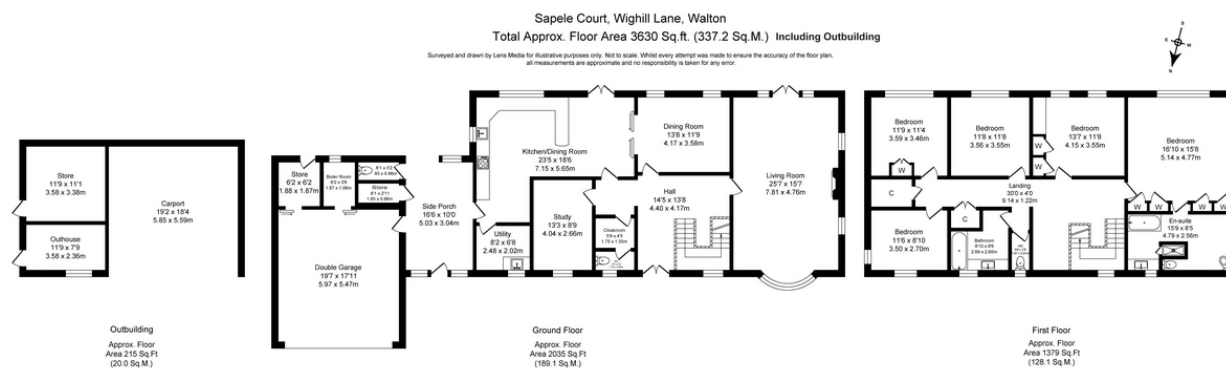 Sapele Court, Wighill Lane, Walton
Total Approx. Floor Area 3630 Sq.ft. (337.2 Sq.M.) Including Outbuilding
Surveyed and drawn by Lens Media for illustrative purposes only. Not to scale. Whilst every attempt was made to ensure the accuracy of the floor plan,
all measurements are approximate and no responsibility is taken for any error.
S
E
W
N
Store
11'9 x 11'1
3.58 x 3.38m
Outhouse
11'9 x 7'9
3.58 x 2.36m
Carport
19'2 x 18'4
5.85 x 5.59m
Outbuilding
Approx. Floor
Area 215 Sq.Ft
(20.0 Sq.M.)
Store
6'2 x 6'2
1.88 x 1.87m
Boiler Room
Store
Double Garage
19'7 x 17'11
5.97 x 5.47m
Side Porch
16'6 x 10'0
5.03 x 3.04m
Kitchen/Dining Room
23'5 x 18'6
7.15 x 5.65m
Utility
8'2 x 6'8
2.48 x 2.02m
Study
13'3 x 8'9
4.04 x 2.66m
Cloakroom
Dining Room
13'8 x 11'9
4.17 x 3.58m
Hall
14'5 x 13'8
4.40 x 4.17m
Living Room
25'7 x 15'7
7.81 x 4.76m
Ground Floor
Approx. Floor
Area 2035 Sq.Ft
(189.1 Sq.M.)
Bedroom
11'9 x 11'4
3.59 x 3.46m
W
C
Bedroom
11'6 x 8'10
3.50 x 2.70m
Bedroom
11'8 x 11'8
3.56 x 3.55m
C
Bathroom
Landing
30'0 x 4'0
9.14 x 1.22m
Bedroom
13'7 x 11'8
4.15 x 3.55m
W
W
Bedroom
16'10 x 15'8
5.14 x 4.77m
W
W
W
W
En-suite
15'9 x 8'5
4.79 x 2.56m
First Floor
Approx. Floor
Area 1379 Sq.Ft
(128.1 Sq.M.)